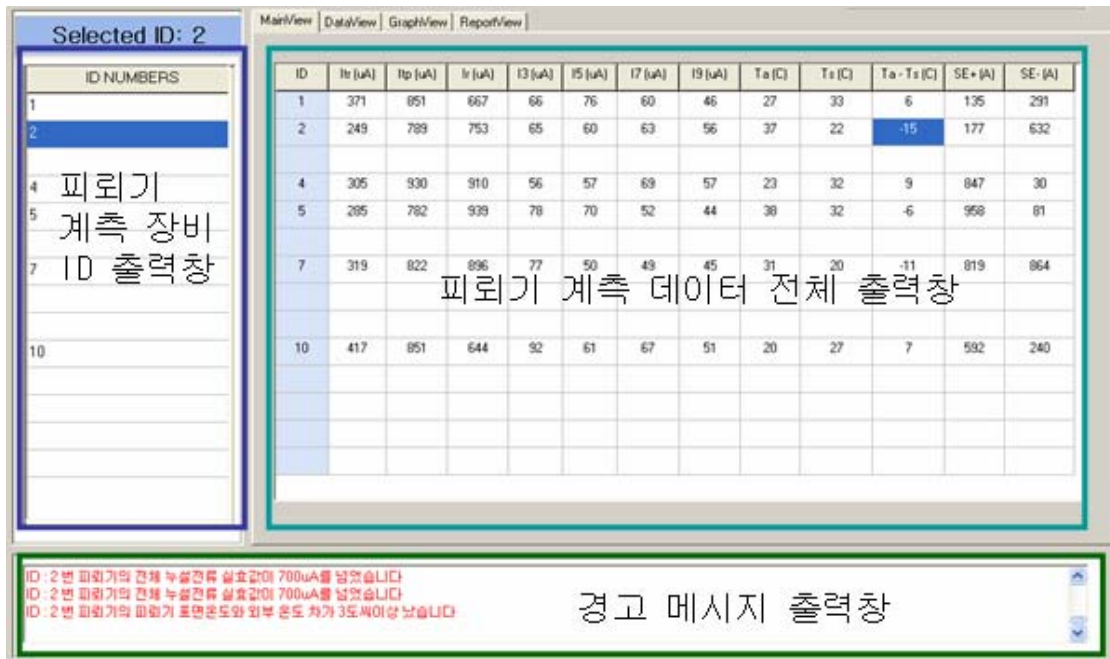 Selected ID: 2
MainView DataView GraphView ReportView
ID NUMBERS
1
2
4
5
7
10
피뢰기
계측 장비
ID 출력창
ID Itr (uA) Itp (uA) Ir (uA) I3 (uA) I5 (uA) I7 (uA) I9 (uA) Ta (C) Ts (C) Ta - Ts (C) SE+ (A) SE- (A)
1 371 851 667 66 76 60 46 27 33 6 135 291
2 249 789 753 65 60 63 56 37 22 -15 177 632
4 305 930 910 56 57 69 57 23 32 9 847 30
5 285 782 939 78 70 52 44 38 32 -6 958 81
7 319 822 896 77 50 49 45 31 20 -11 819 864
피뢰기 계측 데이터 전체 출력창
10 417 851 644 92 61 67 51 20 27 7 592 240
ID : 2 번 피뢰기의 전체 누설전류 실효값이 700uA를 넘었습니다
ID : 2 번 피뢰기의 전체 누설전류 실효값이 700uA를 넘었습니다
ID : 2 번 피뢰기의 피뢰기 표면온도와 외부 온도 차가 3도씨이상 났습니다
경고 메시지 출력창